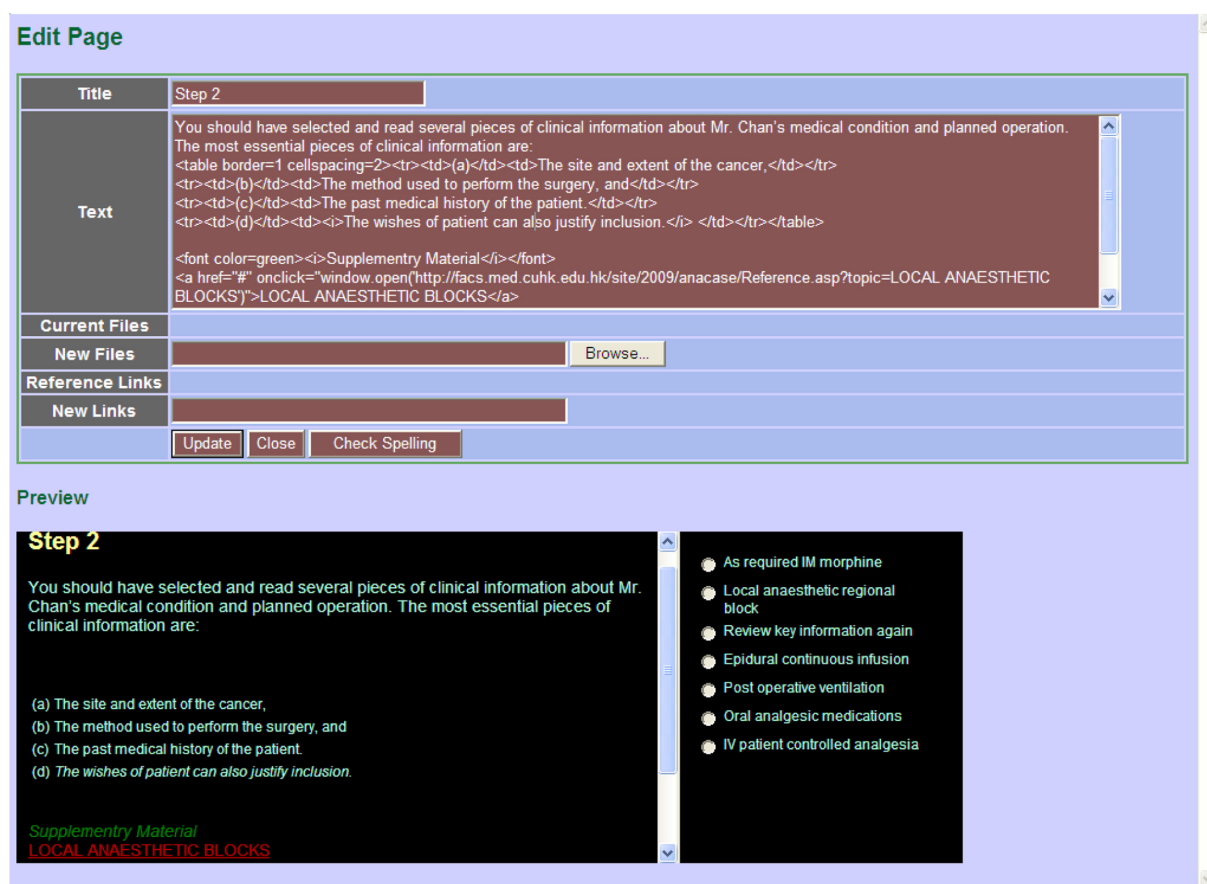 Edit Page
Title
Step 2
Text
You should have selected and read several pieces of clinical information about Mr. Chan's medical condition and planned operation.
The most essential pieces of clinical information are:
<table border=1 cellspacing=2><tr><td>(a)</td><td>The site and extent of the cancer,</td></tr>
<tr><td>(b)</td><td>The method used to perform the surgery, and</td></tr>
<tr><td>(c)</td><td>The past medical history of the patient.</td></tr>
<tr><td>(d)</td><td><i>The wishes of patient can also justify inclusion.</i> </td></tr></table>
<font color=green><i>Supplementry Material</i></font>
<a href="#" onclick="window.open('http://facs.med.cuhk.edu.hk/site/2009/anacase/Reference.asp?topic=LOCAL ANAESTHETIC
BLOCKS')">LOCAL ANAESTHETIC BLOCKS</a>
Current Files
New Files
Browse...
Reference Links
New Links
Update Close Check Spelling
Preview
Step 2
You should have selected and read several pieces of clinical information about Mr.
Chan's medical condition and planned operation. The most essential pieces of
clinical information are:
(a) The site and extent of the cancer,
(b) The method used to perform the surgery, and
(c) The past medical history of the patient.
(d) The wishes of patient can also justify inclusion.
Supplementry Material
LOCAL ANAESTHETIC BLOCKS
As required IM morphine
Local anaesthetic regional
block
Review key information again
Epidural continuous infusion
Post operative ventilation
Oral analgesic medications
IV patient controlled analgesia